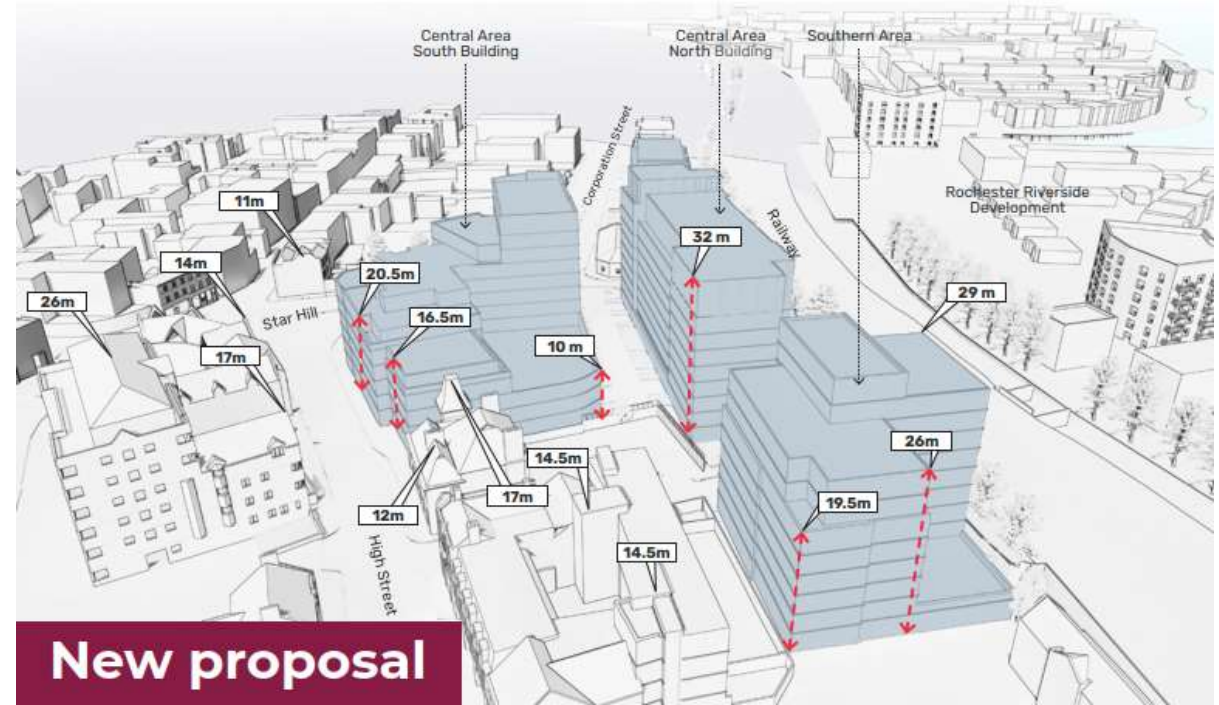 Central Area
South Building
Central Area
North Building
Southern Area
Corporation Street
Rochester Riverside
Development
11m
Railway
32 m
14m
20.5m
29 m
26m
Star Hill
16.5m
10 m
17m
26m
14.5m
17m
19.5m
12m
14.5m
High Street
New proposal